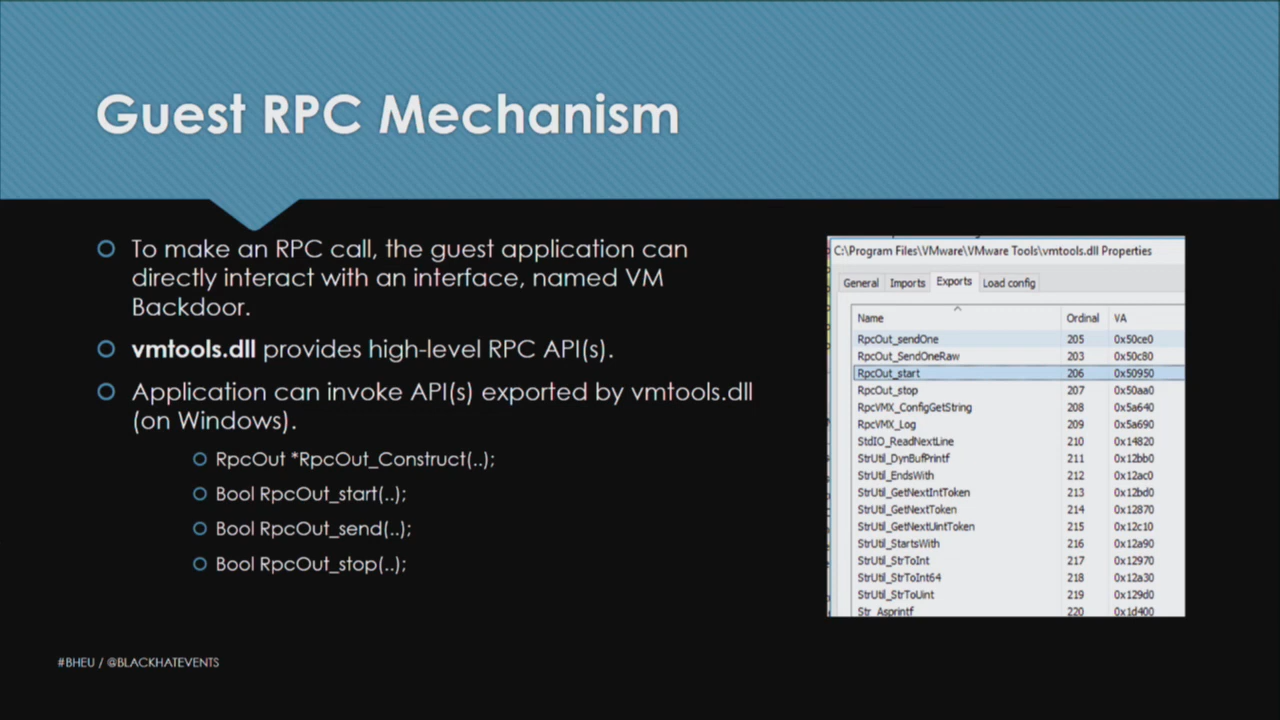 Guest RPC Mechanism
To make an RPC call, the guest application can
directly interact with an interface, named VM
Backdoor.
vmtools.dll provides high-level RPC API(s).
Application can invoke API(s) exported by vmtools.dll
(on Windows).
RpcOut *RpcOut_Construct(..);
Bool RpcOut_start(..);
Bool RpcOut_send(..);
Bool RpcOut_stop(..);
C:\Program Files\VMware\VMware Tools\vmtools.dll Properties
General Imports Exports Load config
Name Ordinal VA
RpcOut_sendOne 205 0x50ce0
RpcOut_SendOneRaw 203 0x50c80
RpcOut_start 206 0x50950
RpcOut_stop 207 0x50aa0
RpcVMX_ConfigGetString 208 0x5a640
RpcVMX_Log 209 0x5a690
StdIO_ReadNextLine 210 0x14820
StrUtil_DynBufPrintf 211 0x12bb0
StrUtil_EndsWith 212 0x12ac0
StrUtil_GetNextIntToken 213 0x12bd0
StrUtil_GetNextToken 214 0x12870
StrUtil_GetNextUintToken 215 0x12c10
StrUtil_StartsWith 216 0x12a90
StrUtil_StrToInt 217 0x12970
StrUtil_StrToInt64 218 0x12a30
StrUtil_StrToUint 219 0x129d0
Str_Asprintf 220 0x1d400
#BHEU / @BLACKHATEVENTS